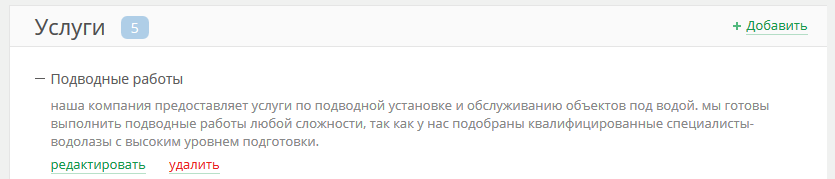 Услуги 5
+ Добавить
— Подводные работы
наша компания предоставляет услуги по подводной установке и обслуживанию объектов под водой. мы готовы
выполнить подводные работы любой сложности, так как у нас подобраны квалифицированные специалисты-
водолазы с высоким уровнем подготовки.
редактировать удалить